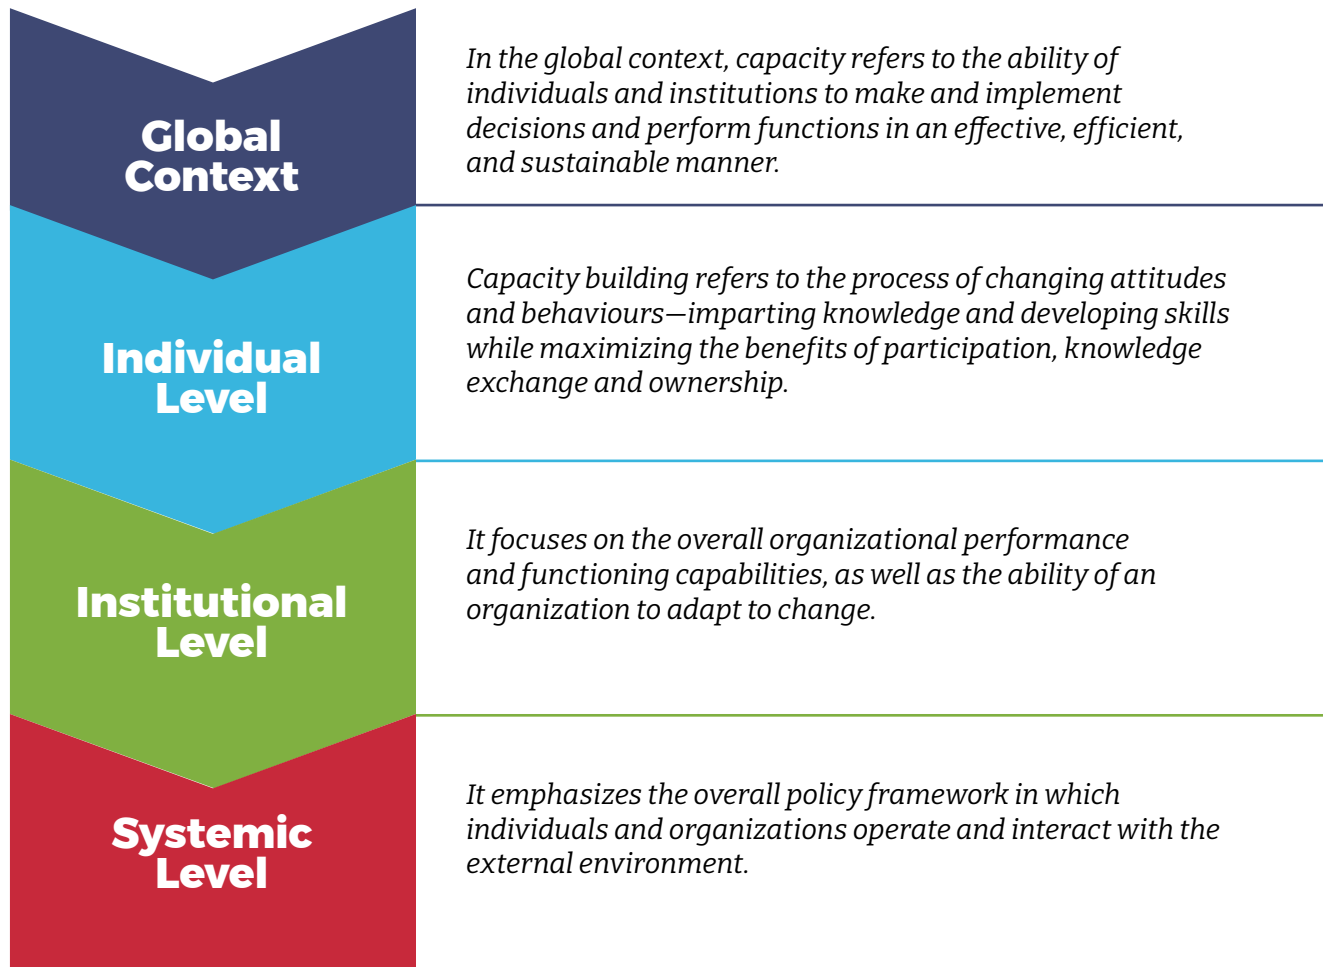 Global
Context
In the global context, capacity refers to the ability of
individuals and institutions to make and implement
decisions and perform functions in an effective, efficient,
and sustainable manner.
Individual
Level
Capacity building refers to the process of changing attitudes
and behaviours—imparting knowledge and developing skills
while maximizing the benefits of participation, knowledge
exchange and ownership.
Institutional
Level
It focuses on the overall organizational performance
and functioning capabilities, as well as the ability of an
organization to adapt to change.
Systemic
Level
It emphasizes the overall policy framework in which
individuals and organizations operate and interact with the
external environment.